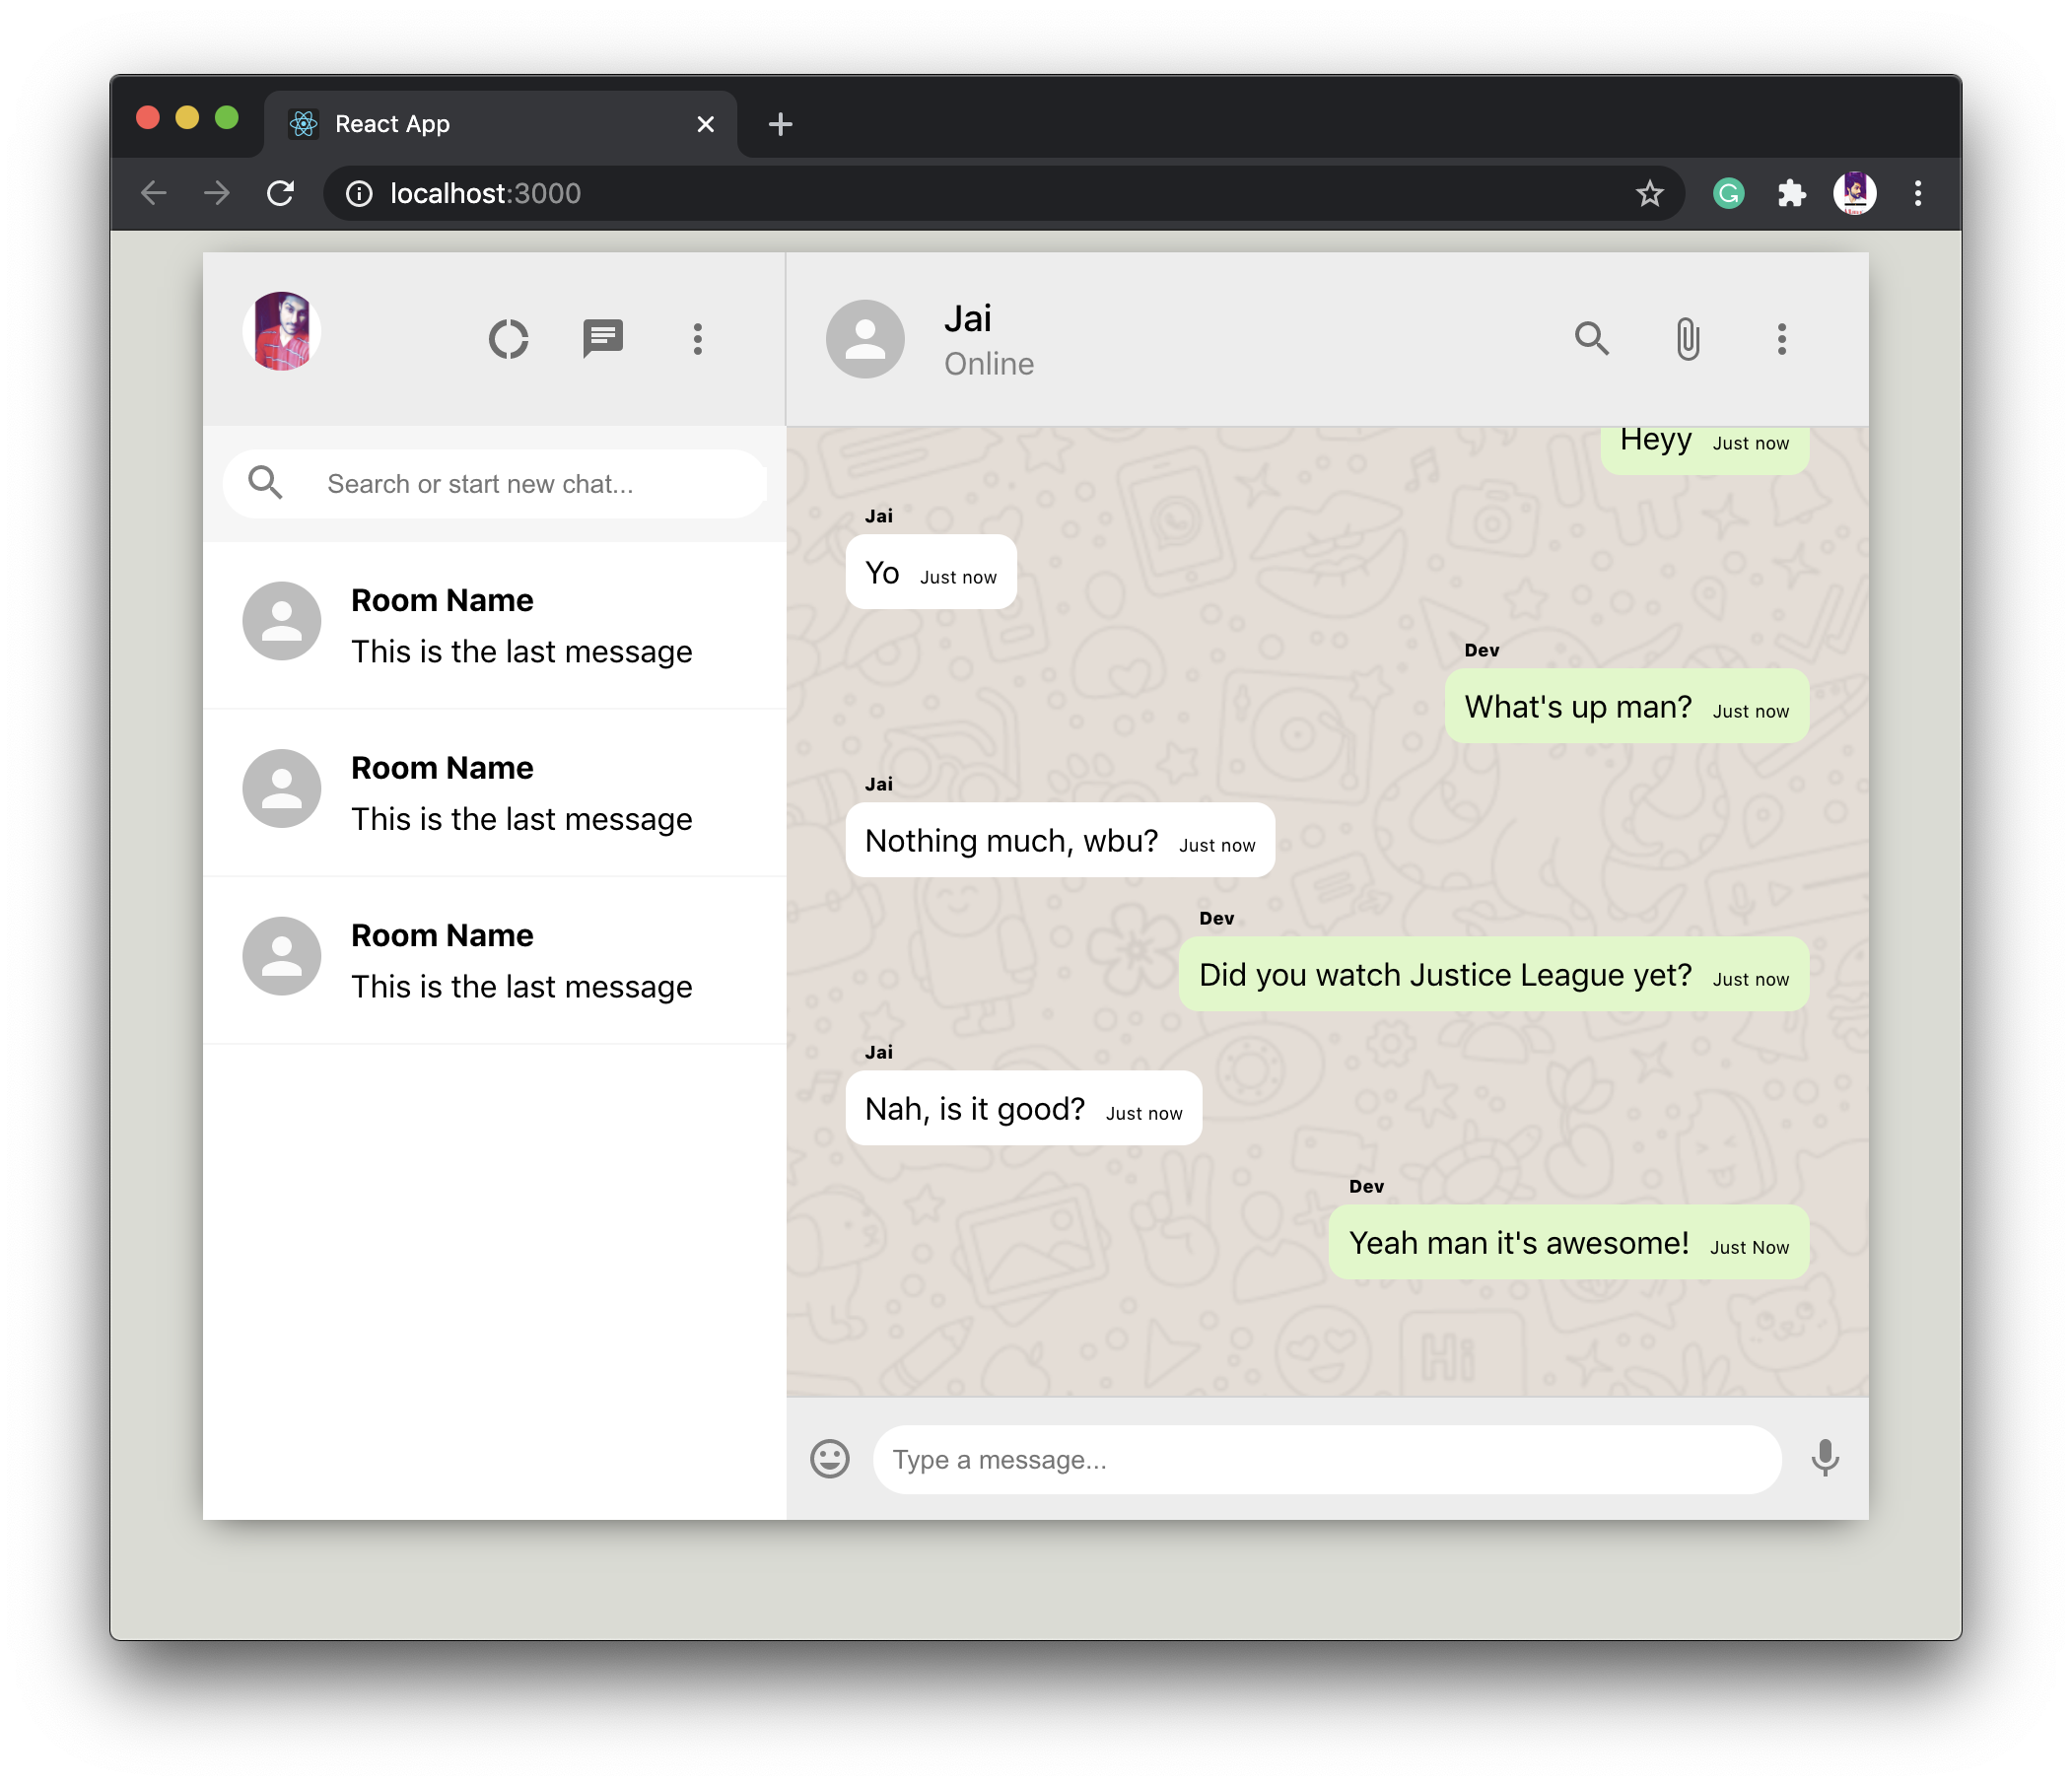 React App
localhost:3000
Jai
Online
Search or start new chat...
Room Name
This is the last message
Room Name
This is the last message
Room Name
This is the last message
Heyy Just now
Jai
Yo Just now
Dev
What's up man? Just now
Jai
Nothing much, wbu? Just now
Dev
Did you watch Justice League yet? Just now
Jai
Nah, is it good? Just now
Dev
Yeah man it's awesome! Just Now
Hi
Type a message...